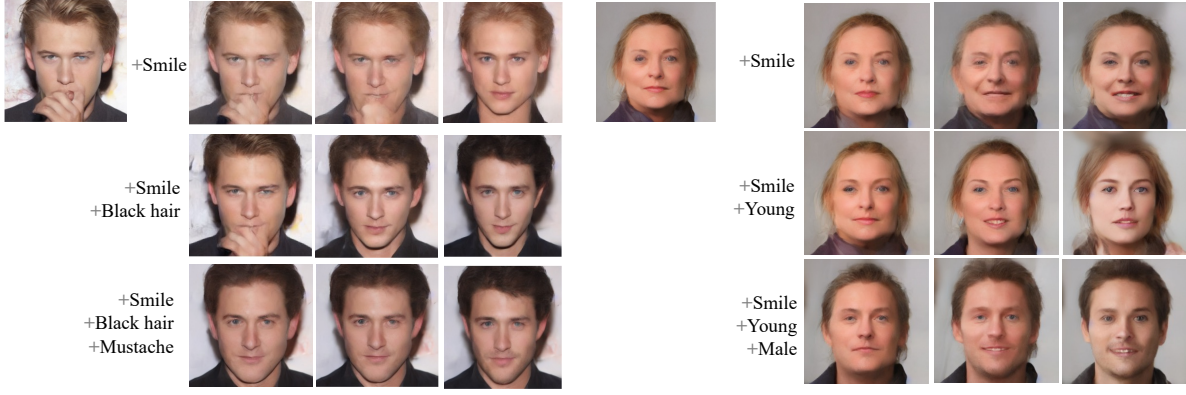 +Smile
+Smile
+Black hair
+Smile
+Black hair
+Mustache
+Smile
+Smile
+Young
+Smile
+Young
+Male